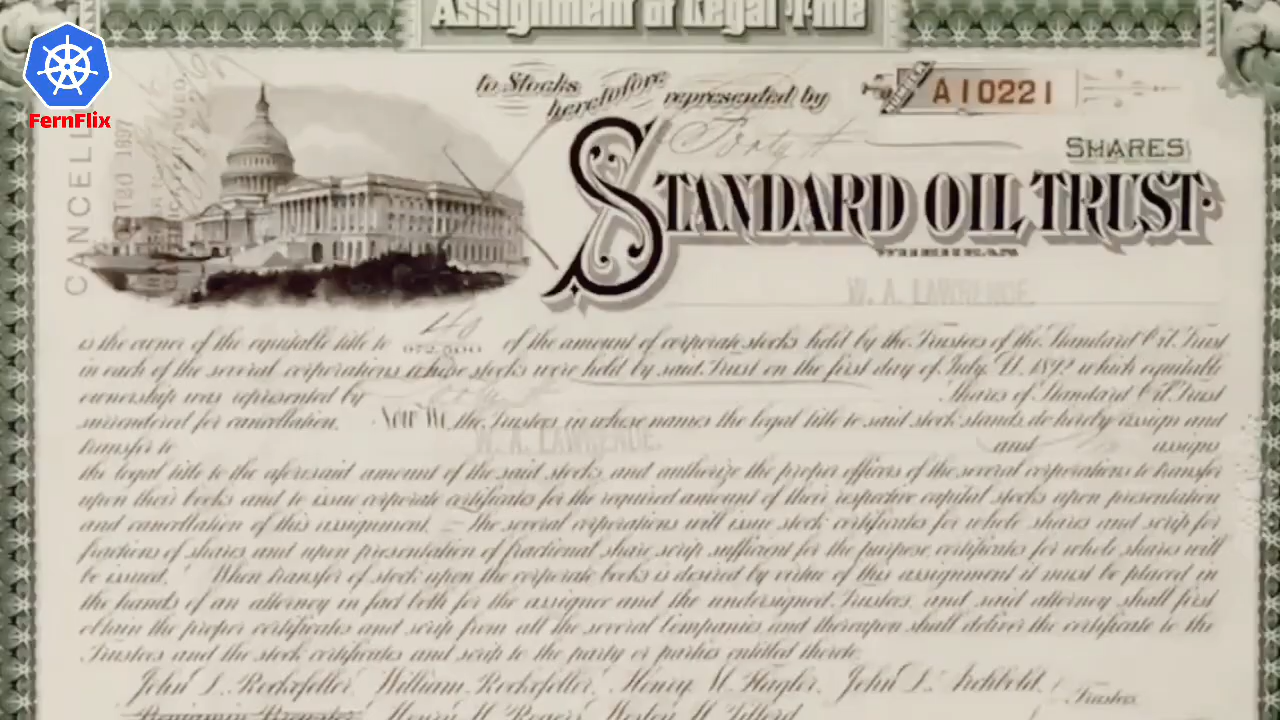 Assignment of Legal Title
FernFlix
to Stocks heretofore represented by
A10221
Forty
SHARES
CANCELL
STANDARD OIL TRUST
W. A. LAWRENCE.
is the owner of the equitable title to 40 of the amount of corporate stocks held by the Trustees of the Standard Oil Trust
in each of the several corporations whose stocks were held by said Trust on the first day of July, 1892 which equitable
ownership was represented by Shares of Standard Oil Trust
surrendered for cancellation. Now We the Trustees in whose names the legal title to said stock stands do hereby assign and
transfer to W. A. LAWRENCE. and assigns
the legal title to the aforesaid amount of the said stocks and authorize the proper officers of the several corporations to transfer
upon their books and to issue corporate certificates for the required amount of their respective capital stocks upon presentation
and cancellation of this assignment. The several corporations will issue stock certificates for whole shares and scrip for
fractions of shares and upon presentation of fractional share scrip sufficient for the purpose, certificates for whole shares will
be issued. When transfer of stock upon the corporate books is desired by virtue of this assignment it must be placed in
the hands of an attorney in fact both for the assignee and the undersigned Trustees, and said attorney shall first
obtain the proper certificates and scrip from all the several Companies and thereupon shall deliver the certificate to the
Trustees and the stock certificates and scrip to the party or parties entitled thereto.
John D. Rockefeller William Rockefeller Henry M. Flagler John D. Archbold
Trustees
Benjamin Brewster Henry H. Rogers Wesley H. Tilford